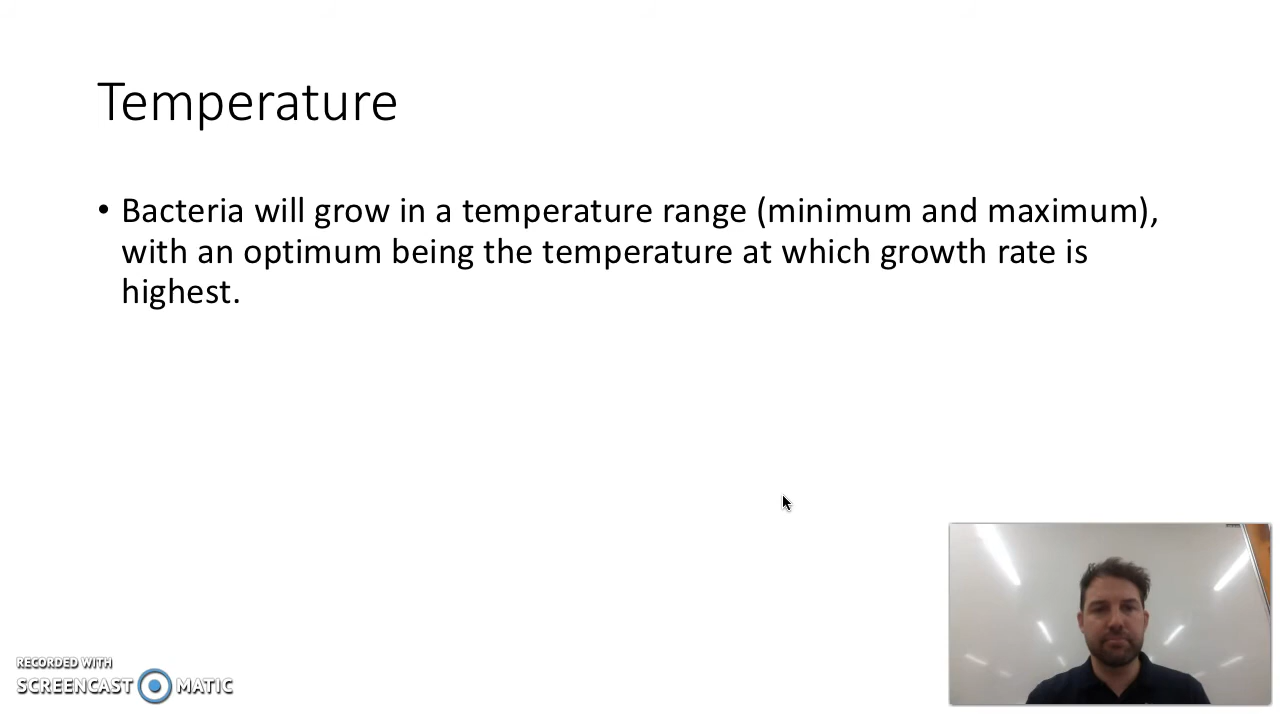 Temperature
• Bacteria will grow in a temperature range (minimum and maximum),
with an optimum being the temperature at which growth rate is
highest.
RECORDED WITH
SCREENCAST MATIC